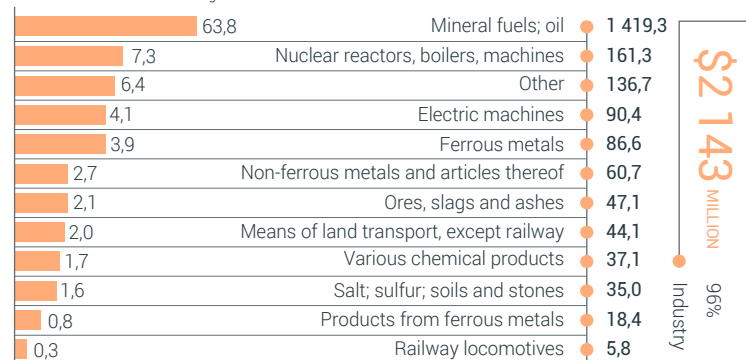 63,8 Mineral fuels; oil 1 419,3
7,3 Nuclear reactors, boilers, machines 161,3
6,4 Other 136,7
4,1 Electric machines 90,4
3,9 Ferrous metals 86,6
2,7 Non-ferrous metals and articles thereof 60,7
2,1 Ores, slags and ashes 47,1
2,0 Means of land transport, except railway 44,1
1,7 Various chemical products 37,1
1,6 Salt; sulfur; soils and stones 35,0
0,8 Products from ferrous metals 18,4
0,3 Railway locomotives 5,8
$2 143 MILLION
96%
Industry